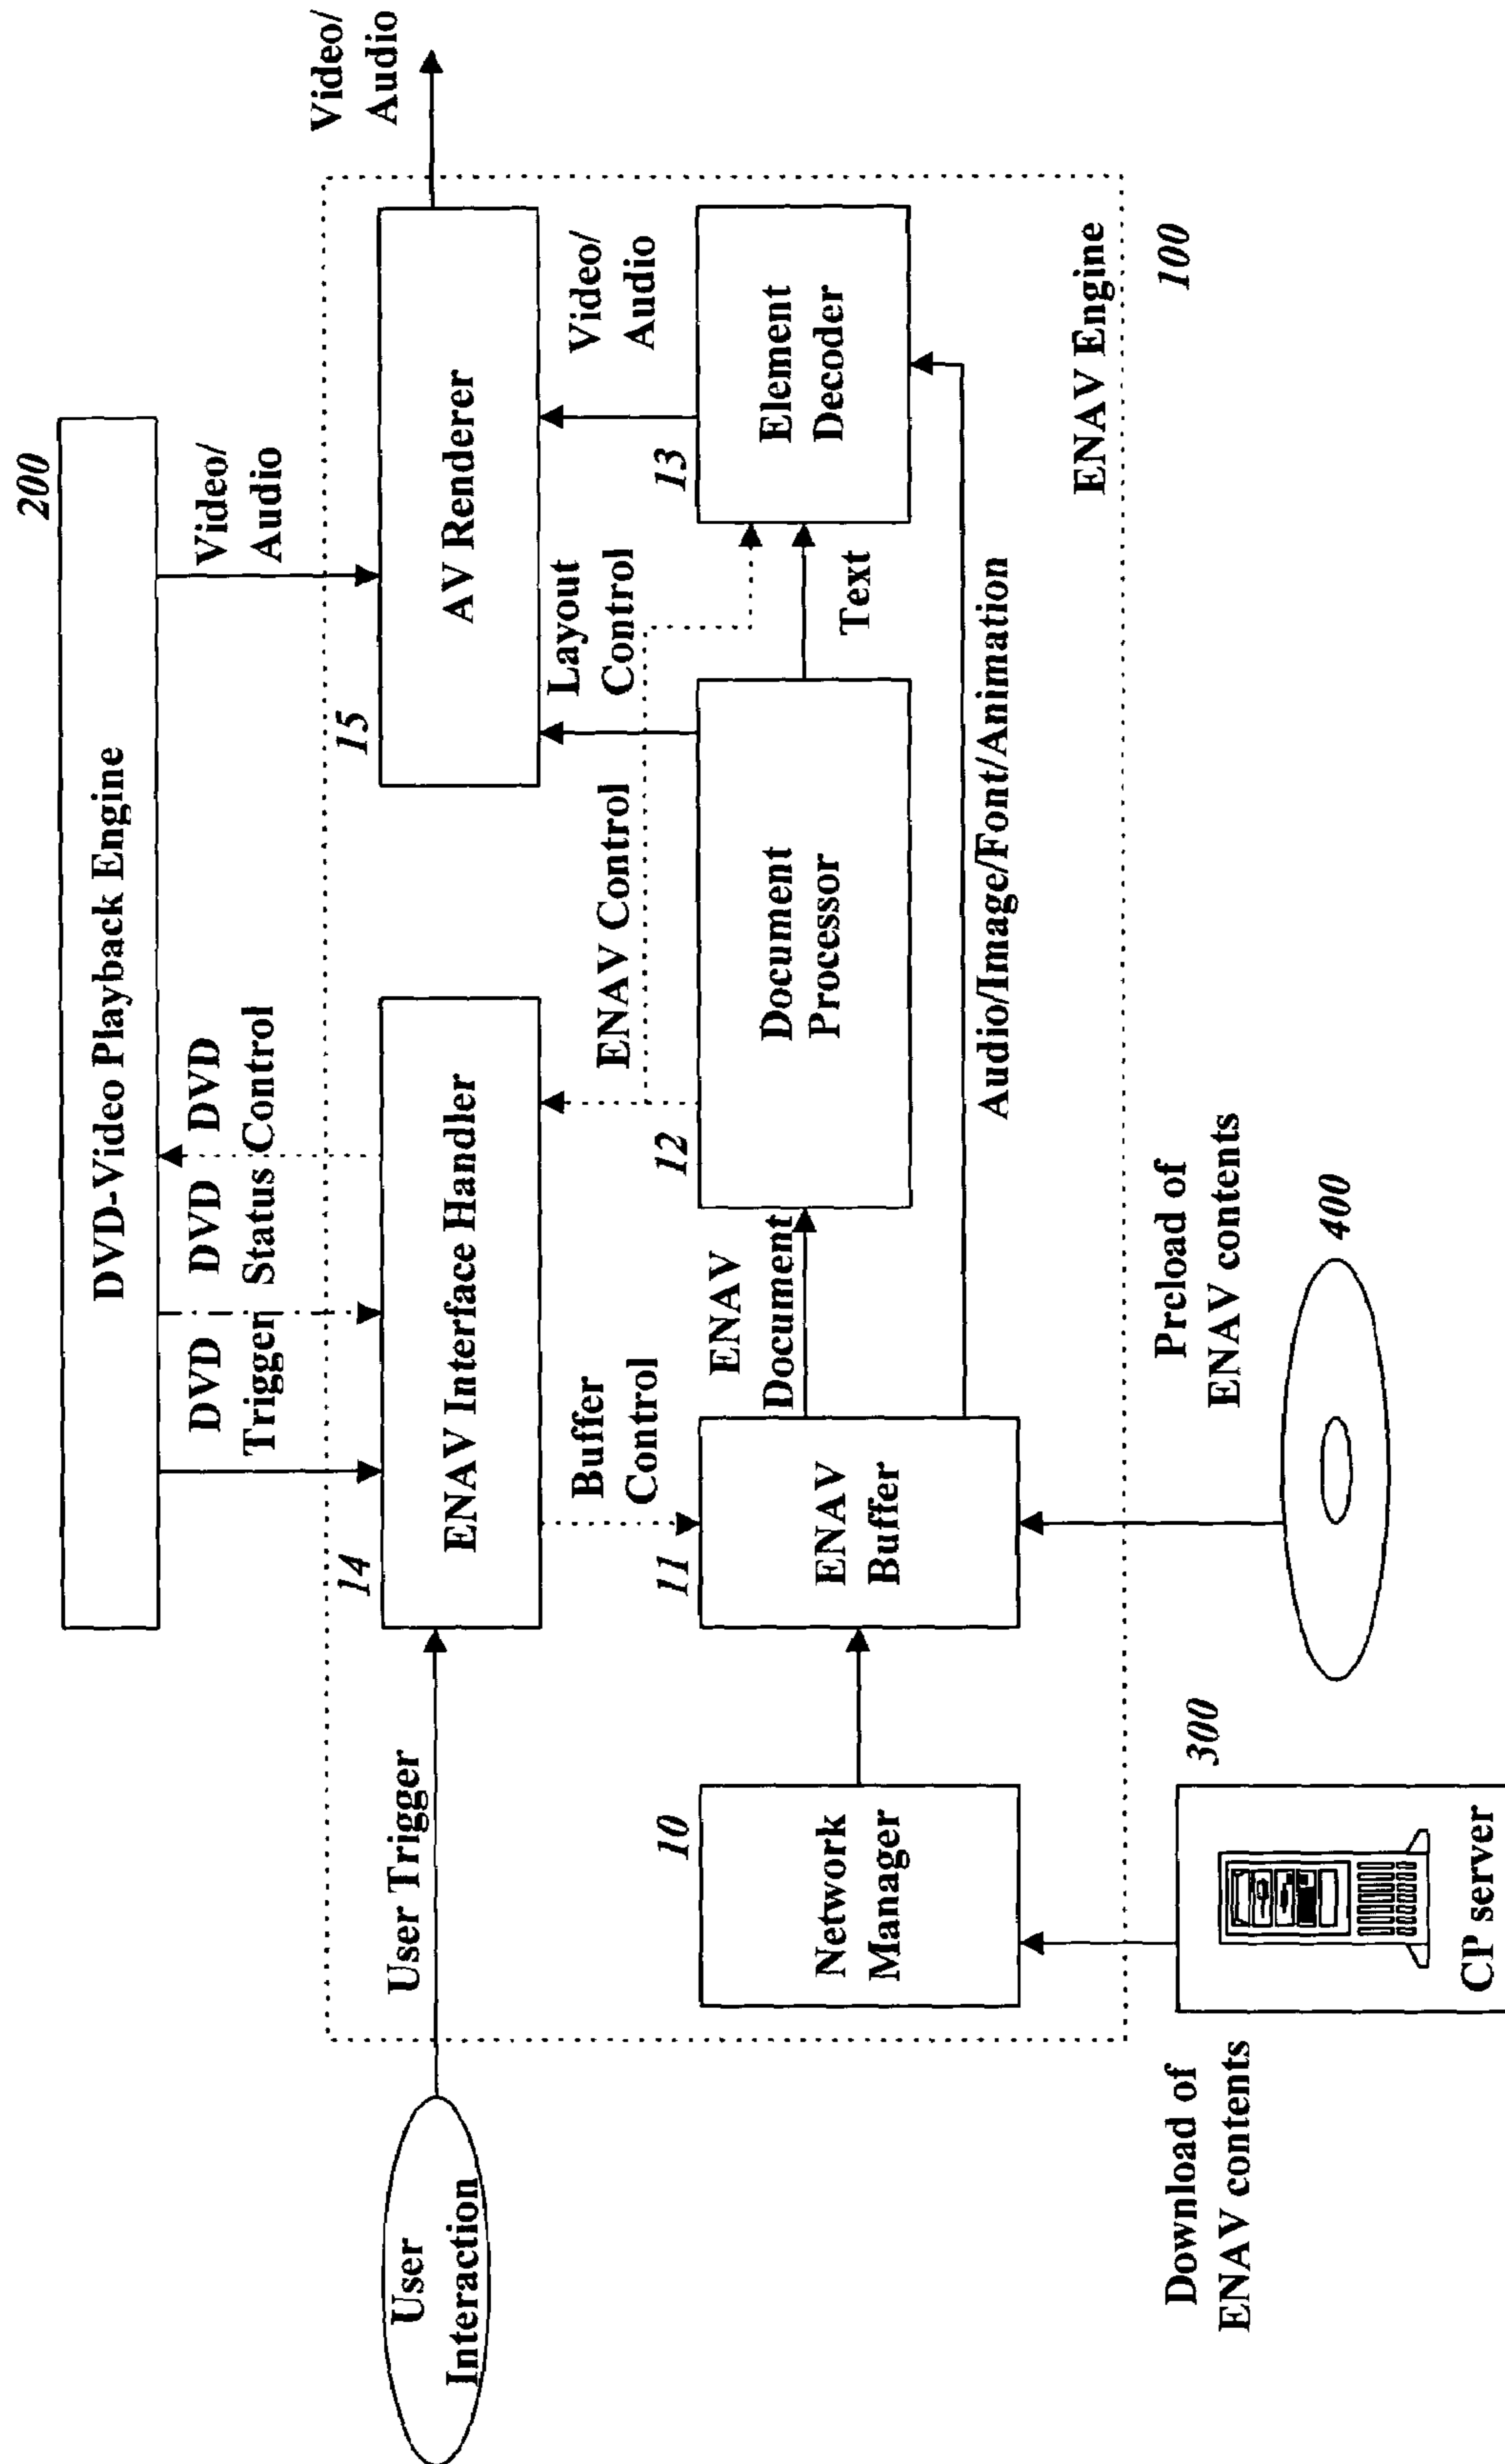 200
DVD-Video Playback Engine
DVD
Trigger
DVD
Status
DVD
Control
Video/
Audio
Video/
Audio
User
Interaction
User Trigger
14
ENAV Interface Handler
15
AV Renderer
Buffer
Control
ENAV Control
Layout
Control
Video/
Audio
10
Network
Manager
11
ENAV
Buffer
ENAV
Document
12
Document
Processor
Text
13
Element
Decoder
Audio/Image/Font/Animation
ENAV Engine
100
Download of
ENAV contents
300
CP server
Preload of
ENAV contents
400